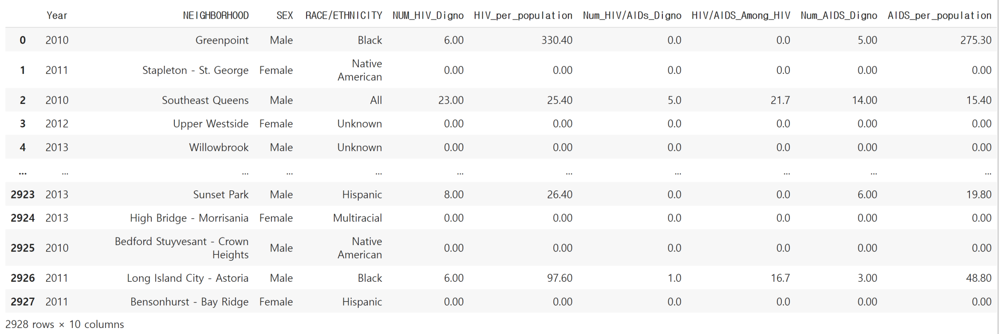 Year NEIGHBORHOOD SEX RACE/ETHNICITY NUM_HIV_Digno HIV_per_population Num_HIV/AIDs_Digno HIV/AIDS_Among_HIV Num_AIDS_Digno AIDS_per_population
0 2010 Greenpoint Male Black 6.00 330.40 0.0 0.0 5.00 275.30
1 2011 Stapleton - St. George Female Native American 0.00 0.00 0.0 0.0 0.00 0.00
2 2010 Southeast Queens Male All 23.00 25.40 5.0 21.7 14.00 15.40
3 2012 Upper Westside Female Unknown 0.00 0.00 0.0 0.0 0.00 0.00
4 2013 Willowbrook Male Unknown 0.00 0.00 0.0 0.0 0.00 0.00
... ... ... ... ... ... ... ... ... ... ...
2923 2013 Sunset Park Male Hispanic 8.00 26.40 0.0 0.0 6.00 19.80
2924 2013 High Bridge - Morrisania Female Multiracial 0.00 0.00 0.0 0.0 0.00 0.00
2925 2010 Bedford Stuyvesant - Crown Heights Male Native American 0.00 0.00 0.0 0.0 0.00 0.00
2926 2011 Long Island City - Astoria Male Black 6.00 97.60 1.0 16.7 3.00 48.80
2927 2011 Bensonhurst - Bay Ridge Female Hispanic 0.00 0.00 0.0 0.0 0.00 0.00
2928 rows × 10 columns